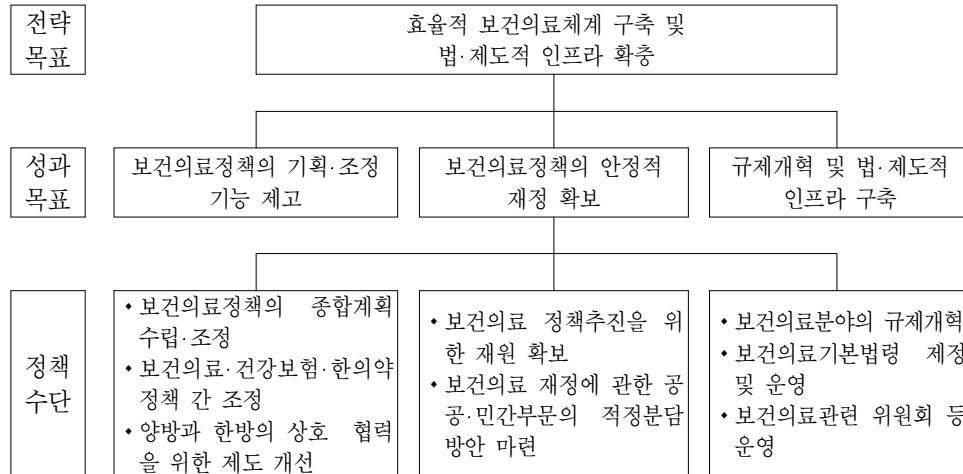 전략
목표
효율적 보건의료체계 구축 및
법·제도적 인프라 확충
성과
목표
보건의료정책의 기획·조정
기능 제고
보건의료정책의 안정적
재정 확보
규제개혁 및 법·제도적
인프라 구축
정책
수단
◆ 보건의료정책의 종합계획
수립·조정
◆ 보건의료·건강보험·한의약
정책 간 조정
◆ 양방과 한방의 상호 협력
을 위한 제도 개선
◆ 보건의료 정책추진을 위
한 재원 확보
◆ 보건의료 재정에 관한 공
공·민간부문의 적정분담
방안 마련
◆ 보건의료분야의 규제개혁
◆ 보건의료기본법령 제정
및 운영
◆ 보건의료관련 위원회 등
운영